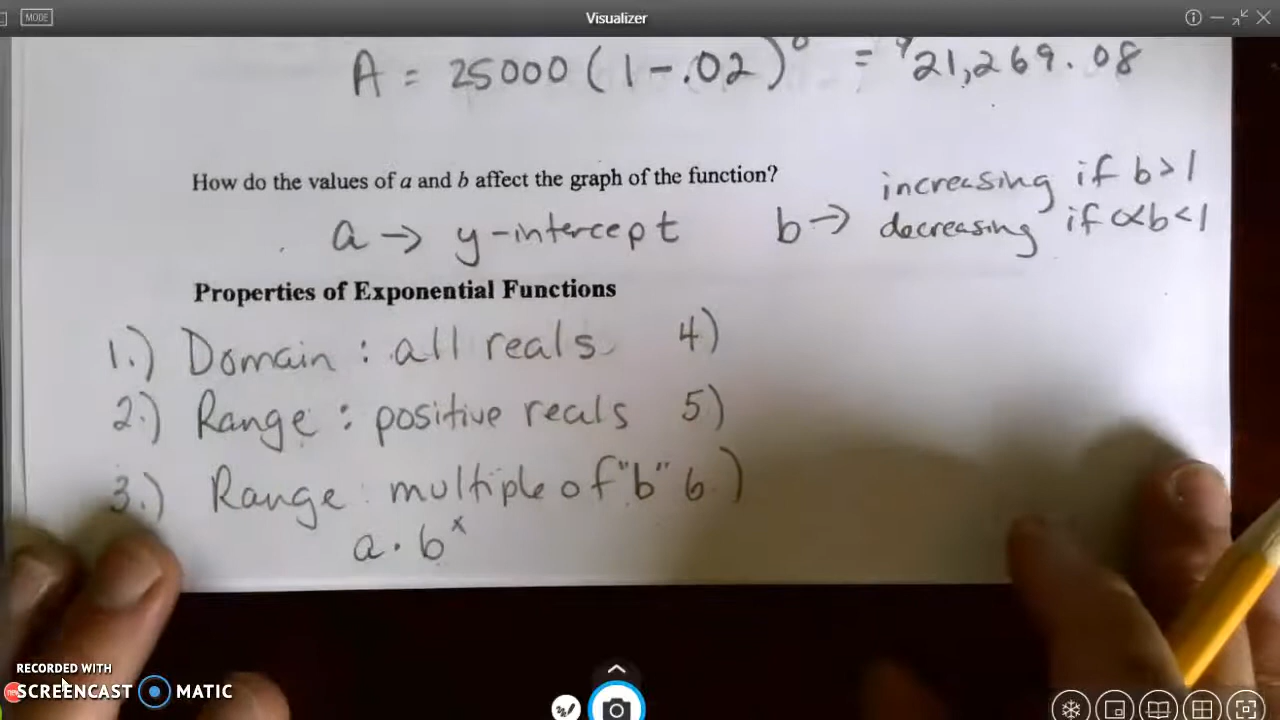 MODE
Visualizer
A = 25000 (1 - .02) = $21,269.08
How do the values of a and b affect the graph of the function?
a → y-intercept
b → increasing if b > 1
decreasing if 0<b < 1
Properties of Exponential Functions
1.) Domain : all reals 4)
2.) Range : positive reals 5)
3.) Range : multiple of "b" 6.)
a · bˣ
RECORDED WITH
SCREENCAST MATIC